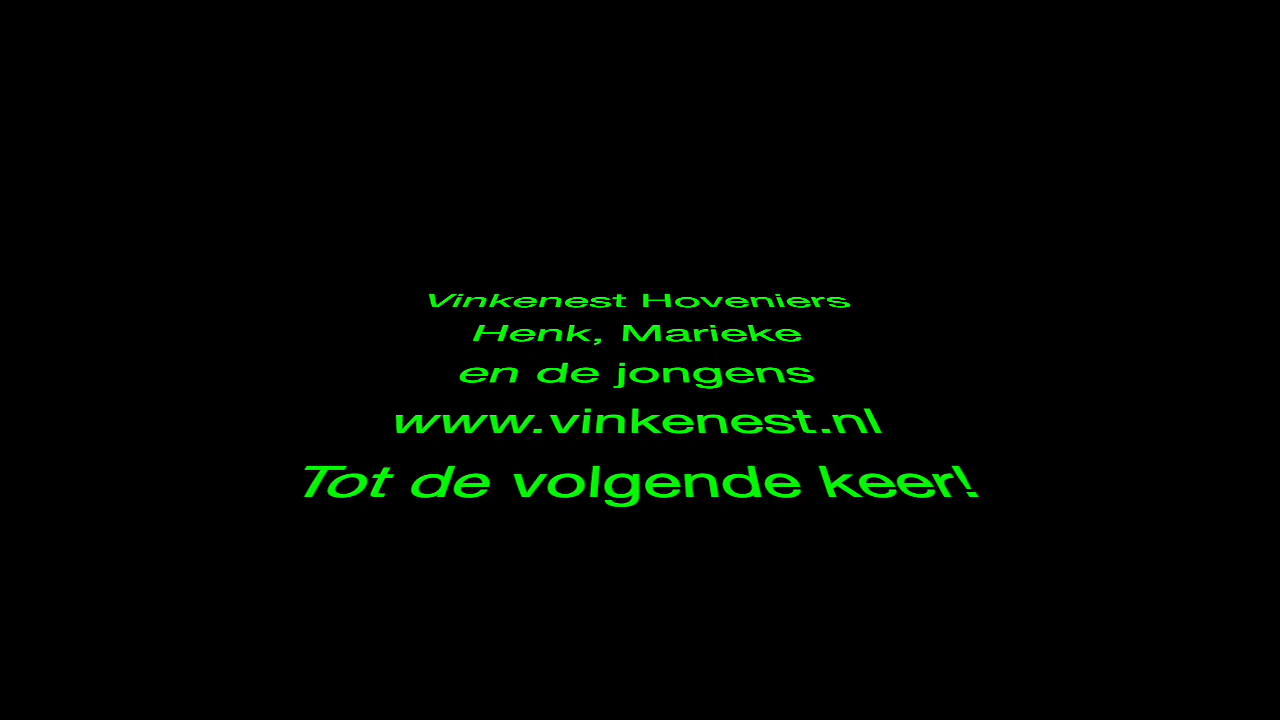 Vinkenest Hoveniers
Henk, Marieke
en de jongens
www.vinkenest.nl
Tot de volgende keer!